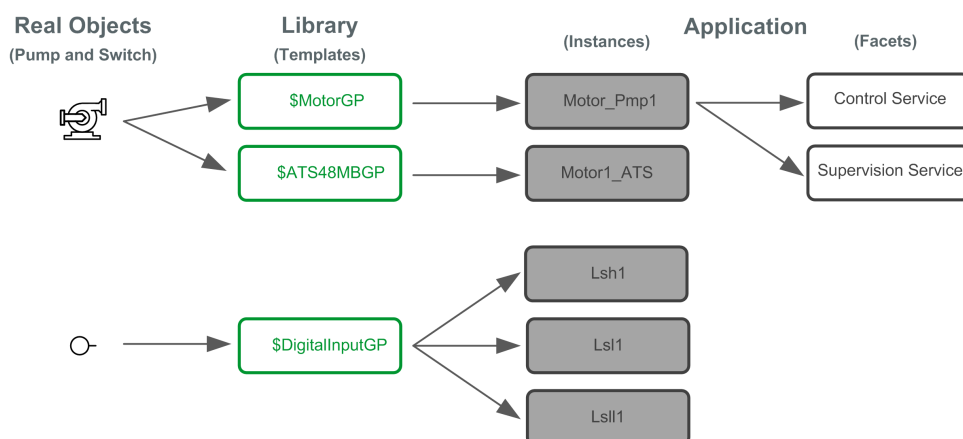 Real Objects
Library
Application
(Pump and Switch)
(Templates)
(Instances)
(Facets)
$MotorGP
Motor_Pmp1
Control Service
$ATS48MBGP
Motor1_ATS
Supervision Service
Lsh1
$DigitalInputGP
Lsl1
Lsll1